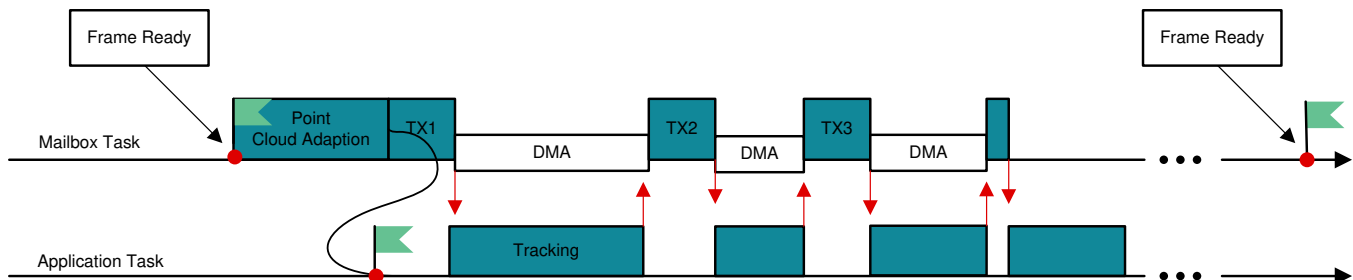 Frame Ready
Frame Ready
Point
Cloud Adaption
TX1
TX2
TX3
Mailbox Task
DMA
DMA
DMA
Tracking
Application Task